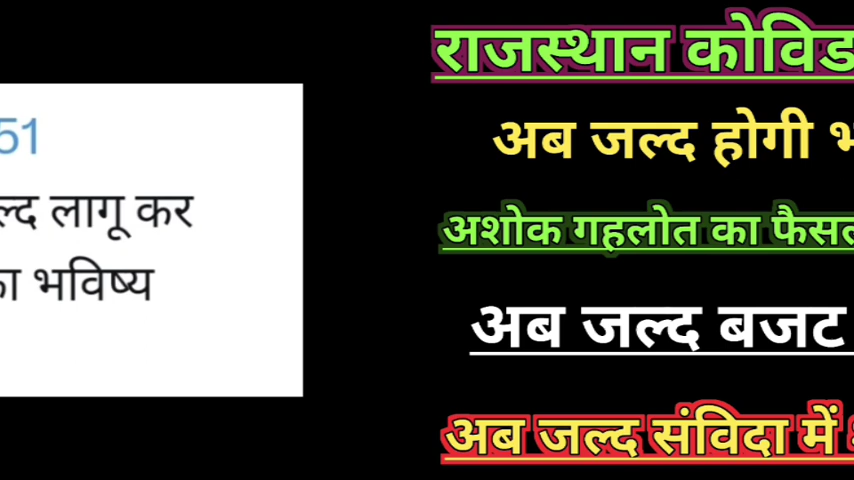 51
लागू कर
भविष्य
राजस्थान कोविड
अब जल्द होगी
अशोक गहलोत का
अब जल्द बजट
अब जल्द संविदा में